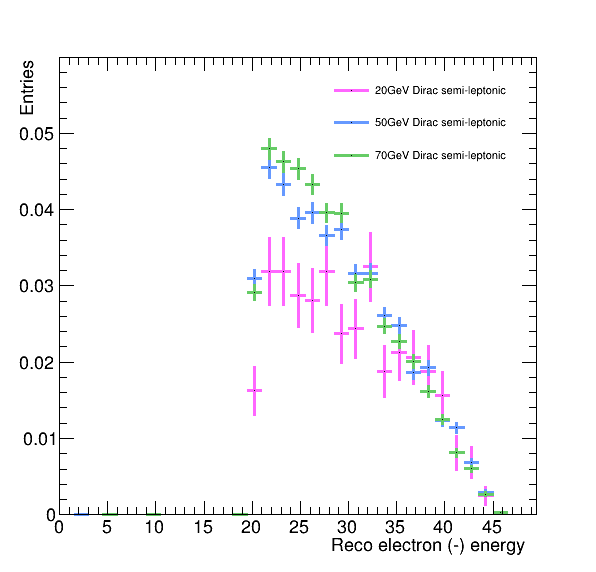 Entries
20GeV Dirac semi-leptonic
50GeV Dirac semi-leptonic
70GeV Dirac semi-leptonic
0.05
0.04
0.03
0.02
0.01
0
0 5 10 15 20 25 30 35 40 45
Reco electron (-) energy